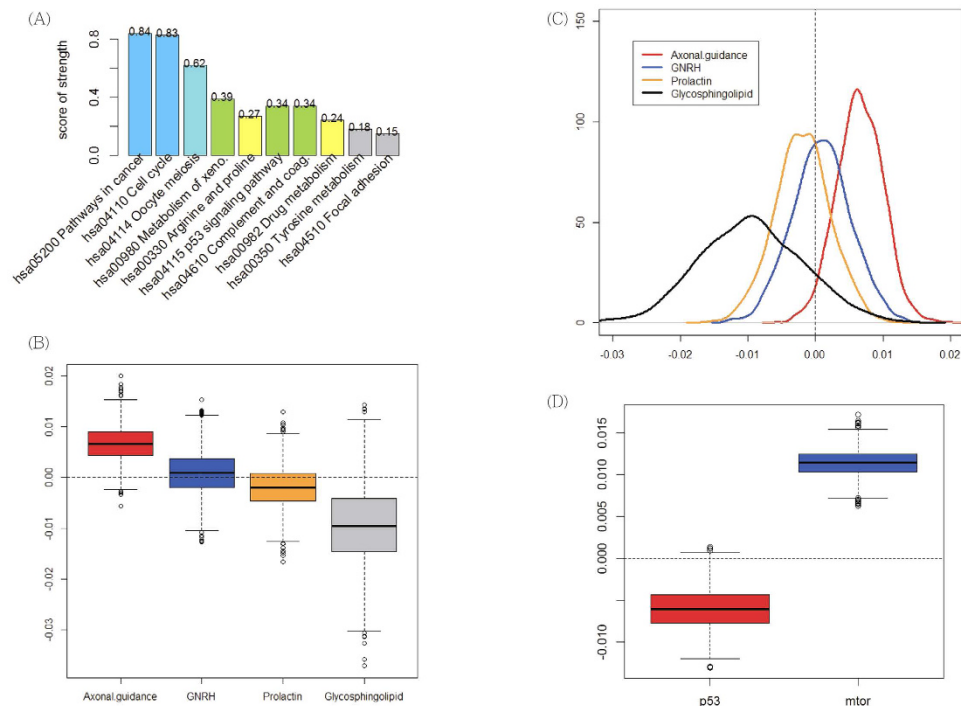 (A)
score of strength
0.8
0.4
0.0
0.84
0.83
0.62
0.39
0.27
0.34
0.34
0.24
0.18
0.15
hsa05200 Pathways in cancer
hsa04110 Cell cycle
hsa04114 Oocyte meiosis
hsa00980 Metabolism of xeno.
hsa00330 Arginine and proline
hsa04115 p53 signaling pathway
hsa04610 Complement and coag.
hsa00982 Drug metabolism
hsa00350 Tyrosine metabolism
hsa04510 Focal adhesion
(B)
0.02
0.01
0.00
-0.01
-0.02
-0.03
Axonal.guidance
GNRH
Prolactin
Glycosphingolipid
(C)
150
100
50
0
Axonal.guidance
GNRH
Prolactin
Glycosphingolipid
-0.03
-0.02
-0.01
0.00
0.01
0.02
(D)
0.015
0.010
0.005
0.000
-0.010
p53
mtor